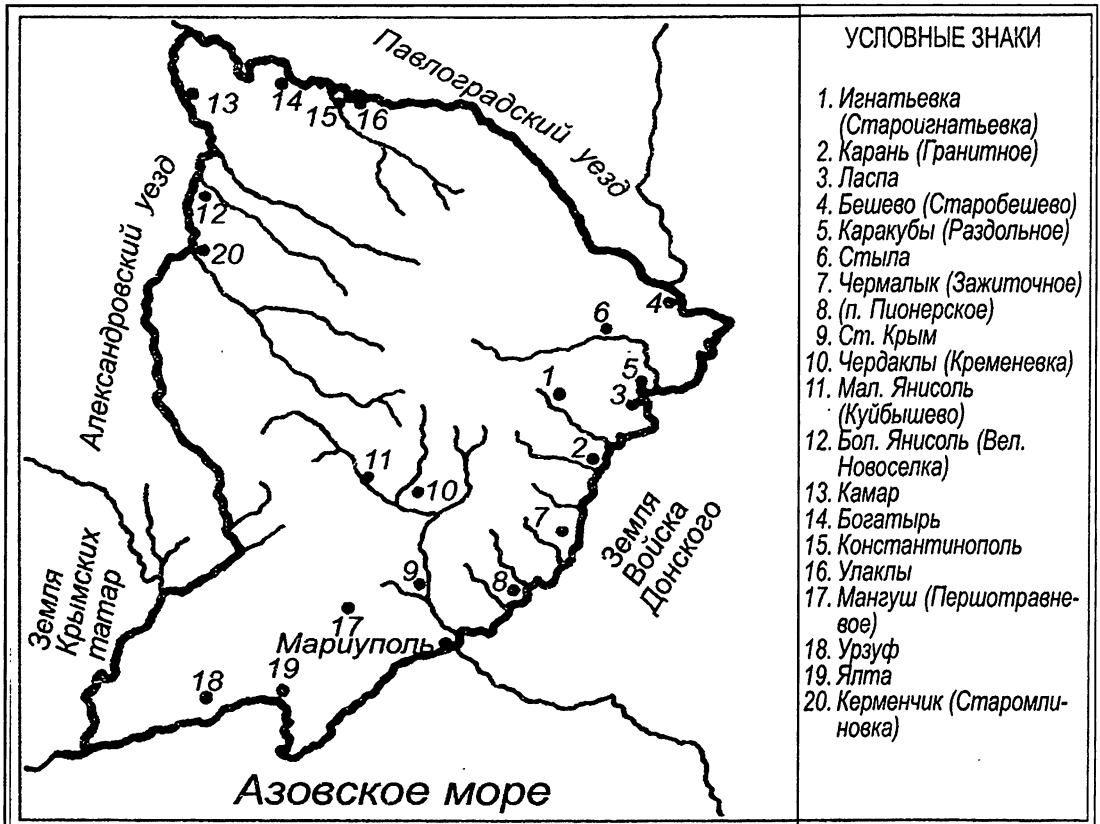 Павлоградский уезд
13
14
15
16
Александровский уезд
12
20
4
6
5
1
3
2
11
10
7
Земля
Войска
Донского
9
8
Земля
Крымских
татар
17
Мариуполь
18
19
Азовское море
УСЛОВНЫЕ ЗНАКИ
1. Игнатьевка
(Староигнатьевка)
2. Карань (Гранитное)
3. Ласпа
4. Бешево (Старобешево)
5. Каракубы (Раздольное)
6. Стыла
7. Чермалык (Зажиточное)
8. (п. Пионерское)
9. Ст. Крым
10. Чердаклы (Кременевка)
11. Мал. Янисоль
(Куйбышево)
12. Бол. Янисоль (Вел.
Новоселка)
13. Камар
14. Богатырь
15. Константинополь
16. Улаклы
17. Мангуш (Першотравне-
вое)
18. Урзуф
19. Ялта
20. Керменчик (Старомли-
новка)